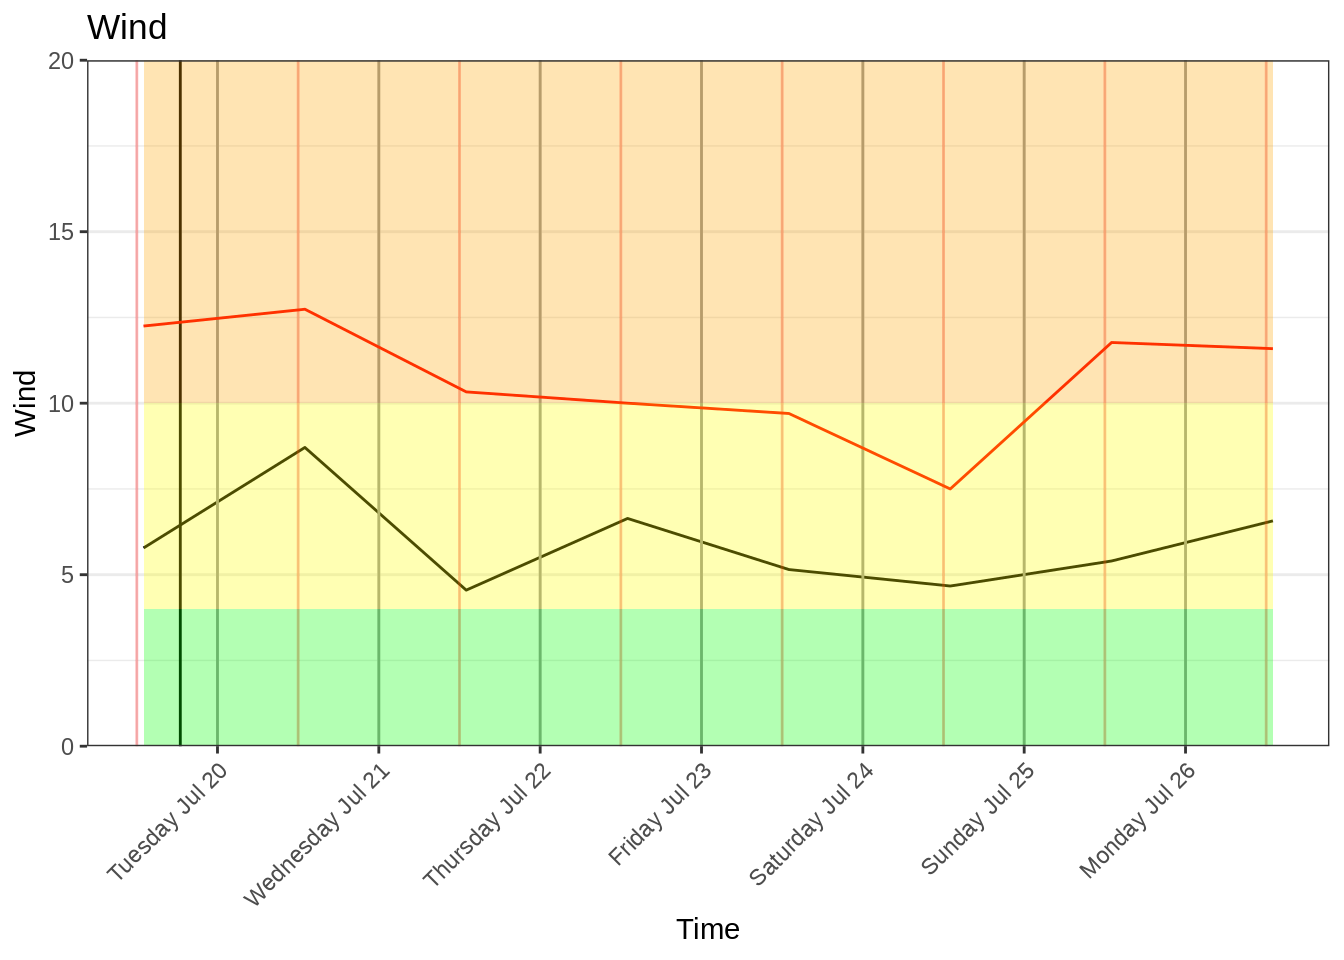 Wind
20
15
10
5
0
Wind
Tuesday Jul 20
Wednesday Jul 21
Thursday Jul 22
Friday Jul 23
Saturday Jul 24
Sunday Jul 25
Monday Jul 26
Time